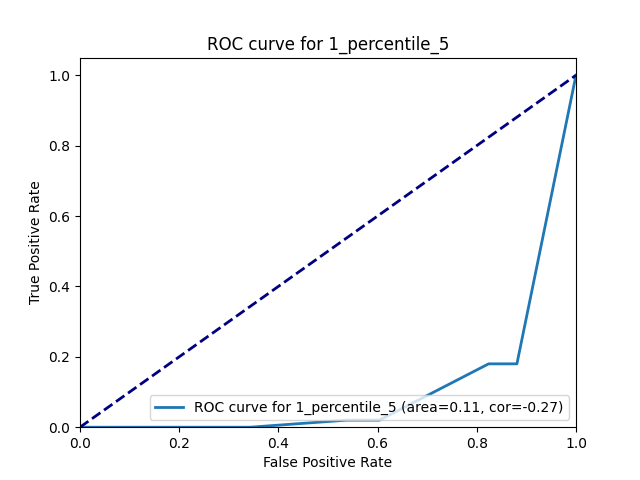 ROC curve for 1_percentile_5
1.0
0.8
0.6
0.4
0.2
0.0
True Positive Rate
ROC curve for 1_percentile_5 (area=0.11, cor=-0.27)
0.0 0.2 0.4 0.6 0.8 1.0
False Positive Rate